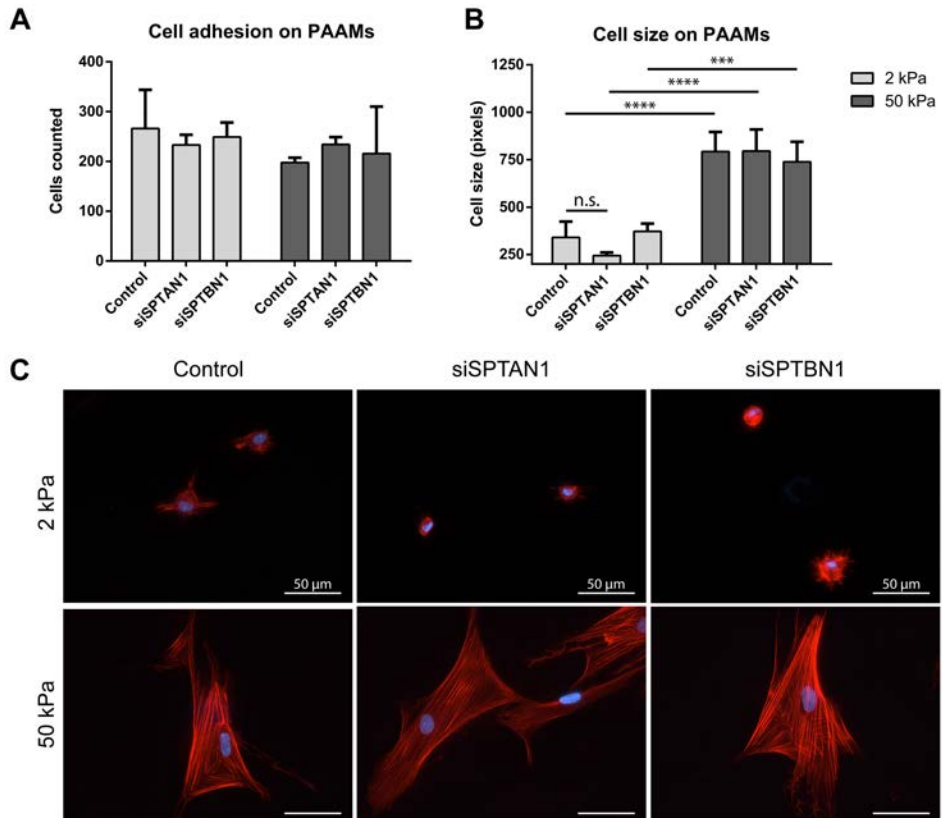 A
Cell adhesion on PAAMs
Cells counted
400
300
200
100
0
Control
siSPTAN1
siSPTBN1
Control
siSPTAN1
siSPTBN1
B
Cell size on PAAMs
Cell size (pixels)
1250
1000
750
500
250
n.s.
****
****
***
2 kPa
50 kPa
Control
siSPTAN1
siSPTBN1
Control
siSPTAN1
siSPTBN1
C
Control siSPTAN1 siSPTBN1
2 kPa
50 µm 50 µm 50 µm
50 kPa